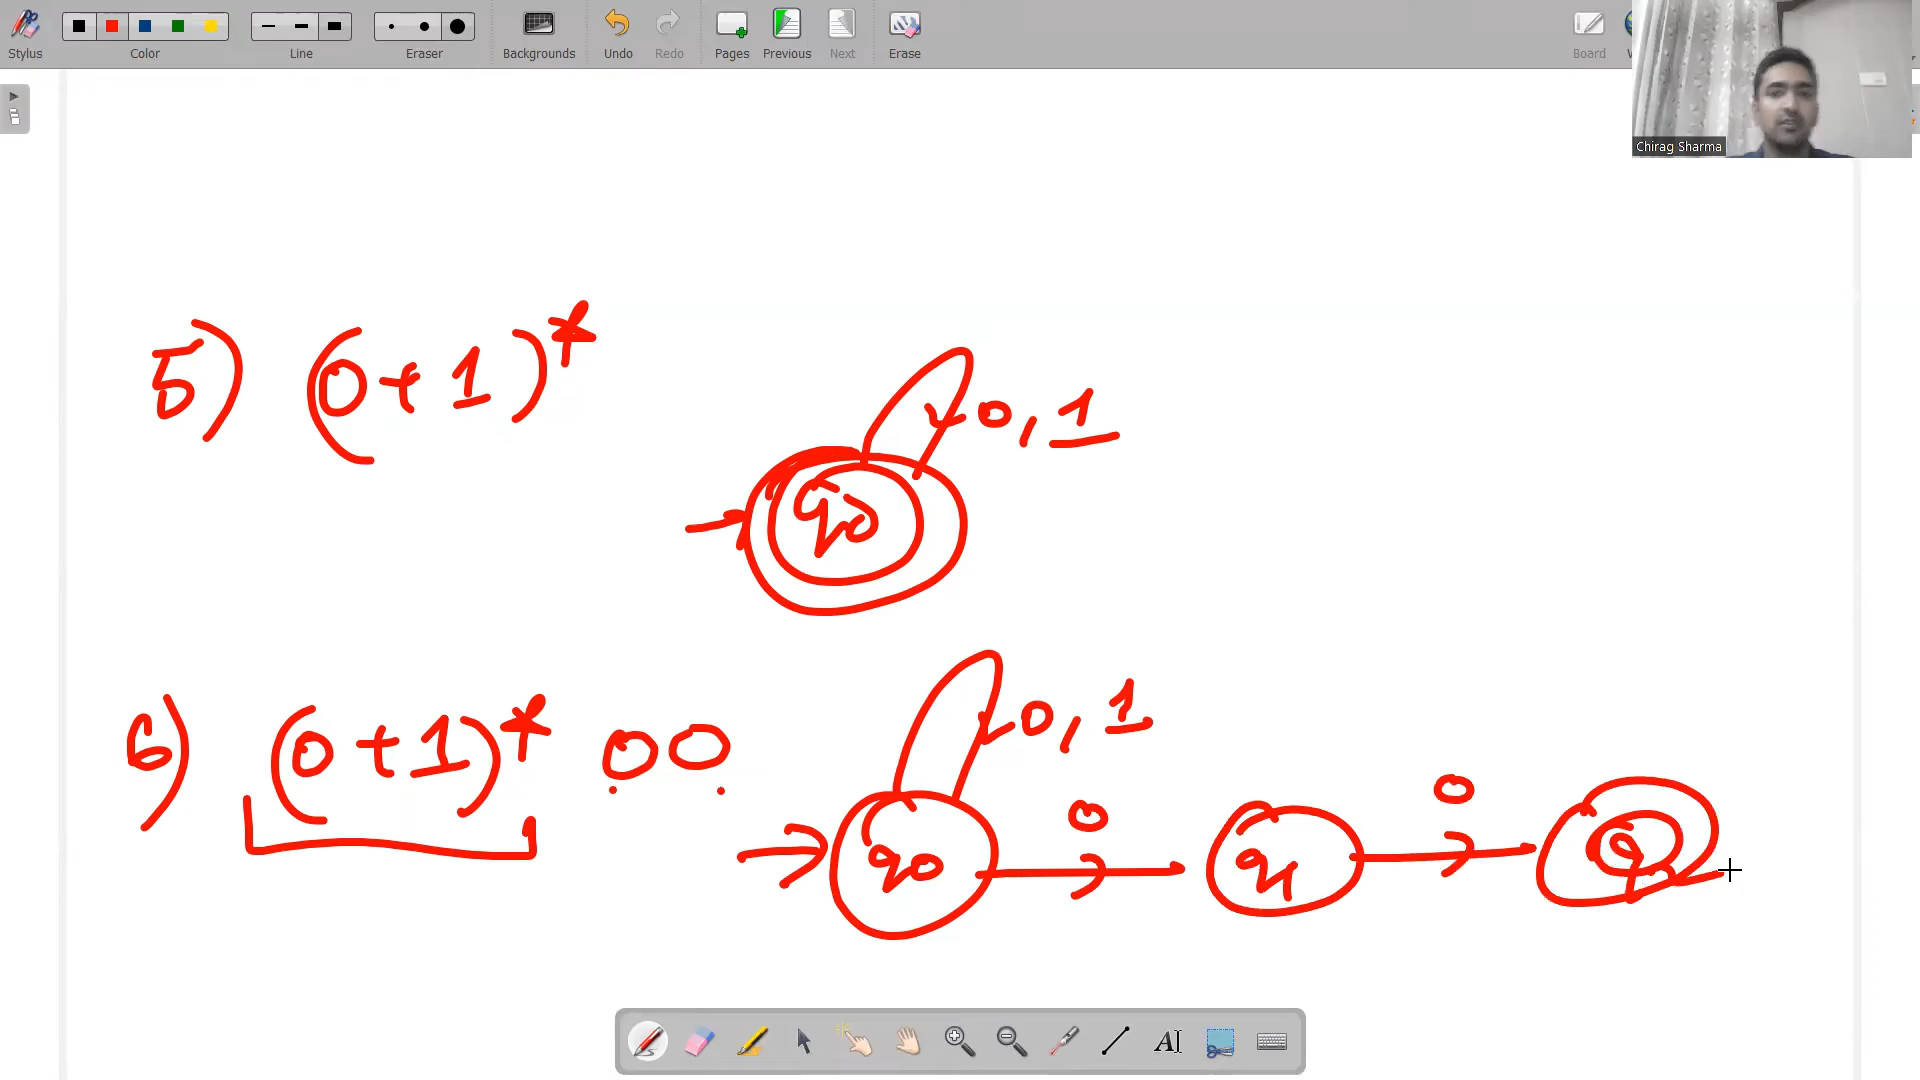 Stylus Color Line Eraser Backgrounds Undo Redo Pages Previous Next Erase Board
Chirag Sharma
5) (0+1)*
0, 1
q0
6) (0+1)* 00
0, 1
0
0
q0
q1
q2
AI